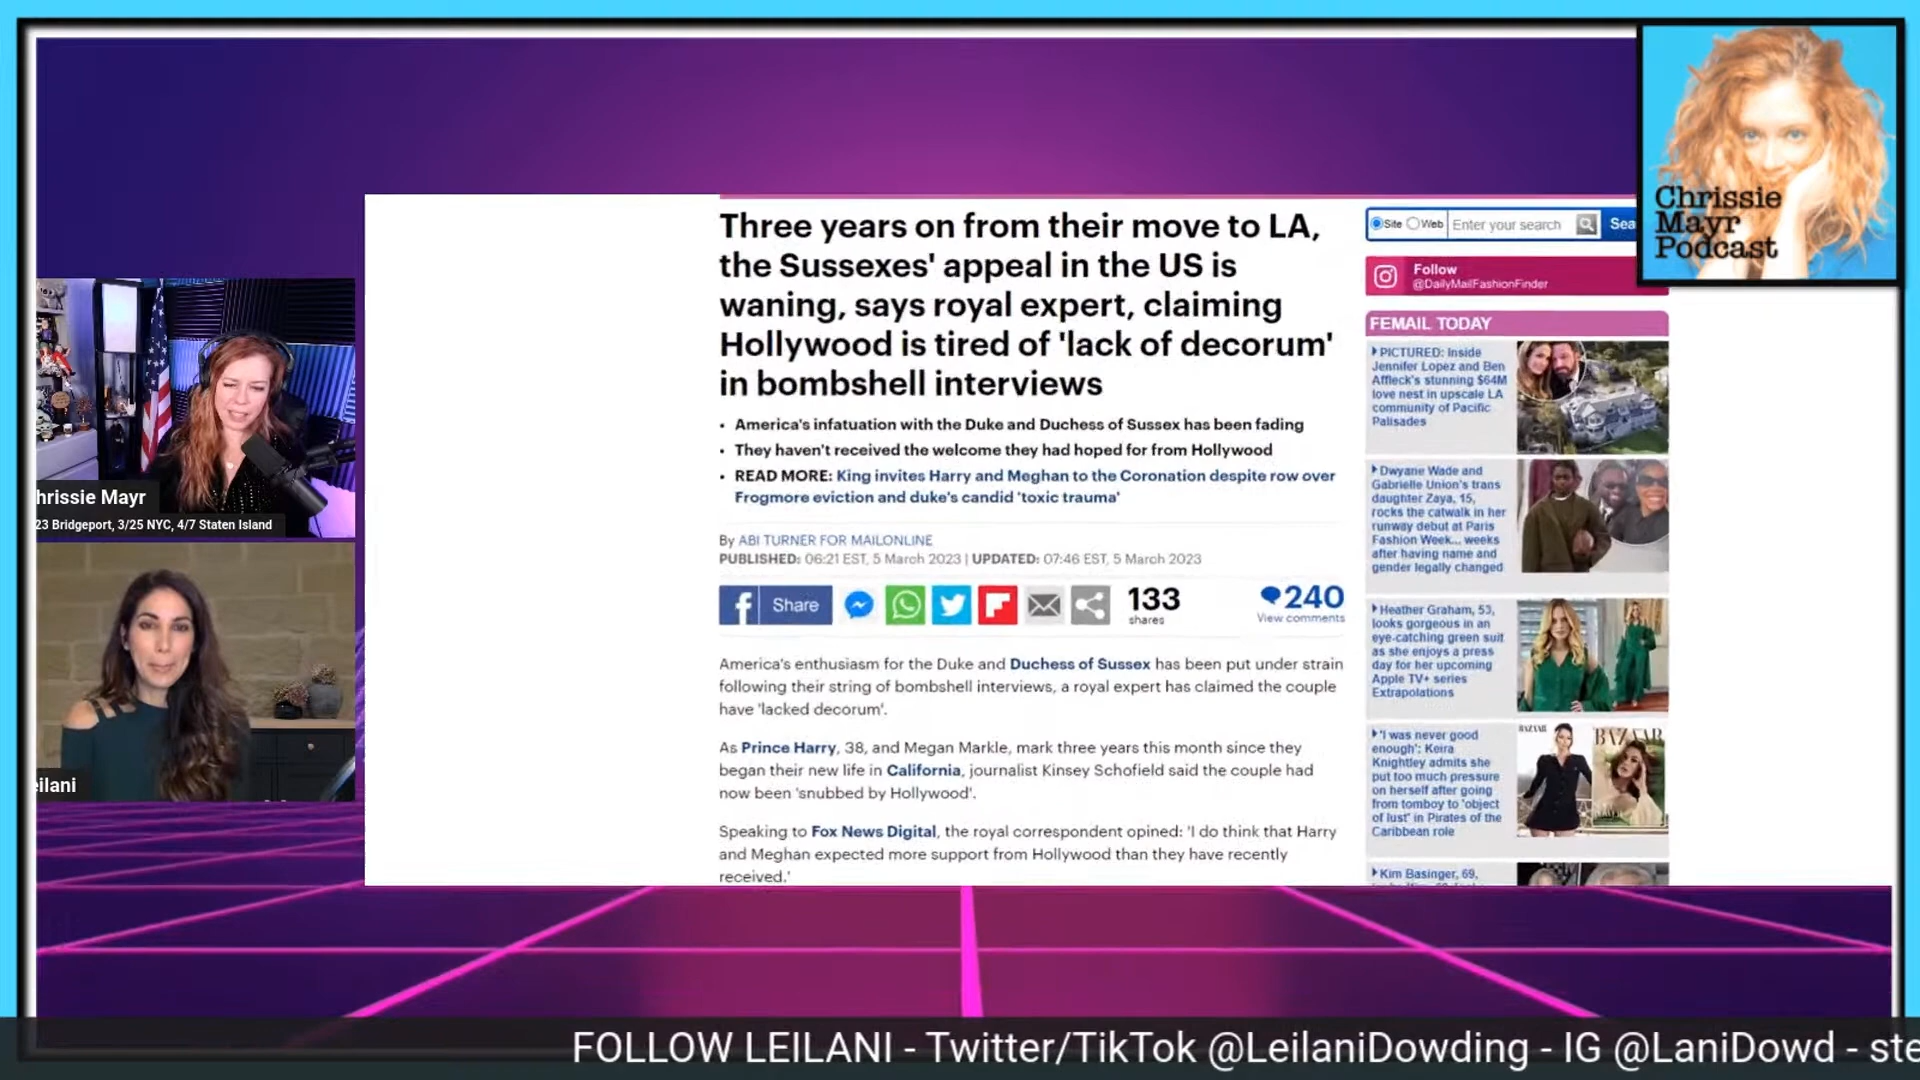 Chrissie
Mayr
Podcast
Three years on from their move to LA,
the Sussexes' appeal in the US is
waning, says royal expert, claiming
Hollywood is tired of 'lack of decorum'
in bombshell interviews
• America's infatuation with the Duke and Duchess of Sussex has been fading
• They haven't received the welcome they had hoped for from Hollywood
• READ MORE: King invites Harry and Meghan to the Coronation despite row over
Frogmore eviction and duke's candid 'toxic trauma'
By ABI TURNER FOR MAILONLINE
PUBLISHED: 06:21 EST, 5 March 2023 | UPDATED: 07:46 EST, 5 March 2023
Share
133
shares
240
View comments
America's enthusiasm for the Duke and Duchess of Sussex has been put under strain
following their string of bombshell interviews, a royal expert has claimed the couple
have 'lacked decorum'.
As Prince Harry, 38, and Megan Markle, mark three years this month since they
began their new life in California, journalist Kinsey Schofield said the couple had
now been 'snubbed by Hollywood'.
Speaking to Fox News Digital, the royal correspondent opined: 'I do think that Harry
and Meghan expected more support from Hollywood than they have recently
received.'
Site Web Enter your search Sea
Follow
@DailyMailFashionFinder
FEMAIL TODAY
PICTURED: Inside
Jennifer Lopez and Ben
Affleck's stunning $64M
love nest in upscale LA
community of Pacific
Palisades
Dwyane Wade and
Gabrielle Union's trans
daughter Zaya, 15,
rocks the catwalk in her
runway debut at Paris
Fashion Week... weeks
after having name and
gender legally changed
Heather Graham, 53,
looks gorgeous in an
eye-catching green suit
as she enjoys a press
day for her upcoming
Apple TV+ series
Extrapolations
'I was never good
enough': Keira
Knightley admits she
put too much pressure
on herself after going
from tomboy to 'object
of lust' in Pirates of the
Caribbean role
BAZAAR
BAZAAR
Kim Basinger, 69,
hrissie Mayr
23 Bridgeport, 3/25 NYC, 4/7 Staten Island
eilani
FOLLOW LEILANI - Twitter/TikTok @LeilaniDowding - IG @LaniDowd - ste